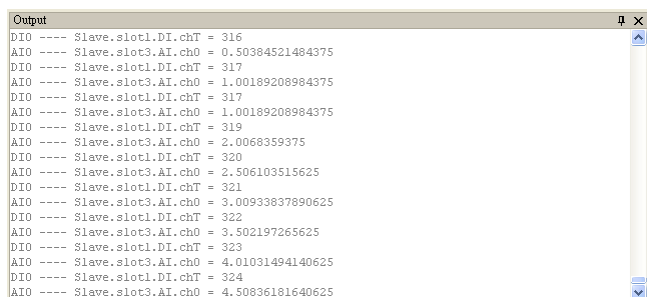 Output
DI0 ---- Slave.slot1.DI.chT = 316
AI0 ---- Slave.slot3.AI.ch0 = 0.50384521484375
DI0 ---- Slave.slot1.DI.chT = 317
AI0 ---- Slave.slot3.AI.ch0 = 1.00189208984375
DI0 ---- Slave.slot1.DI.chT = 317
AI0 ---- Slave.slot3.AI.ch0 = 1.00189208984375
DI0 ---- Slave.slot1.DI.chT = 319
AI0 ---- Slave.slot3.AI.ch0 = 2.0068359375
DI0 ---- Slave.slot1.DI.chT = 320
AI0 ---- Slave.slot3.AI.ch0 = 2.506103515625
DI0 ---- Slave.slot1.DI.chT = 321
AI0 ---- Slave.slot3.AI.ch0 = 3.00933837890625
DI0 ---- Slave.slot1.DI.chT = 322
AI0 ---- Slave.slot3.AI.ch0 = 3.502197265625
DI0 ---- Slave.slot1.DI.chT = 323
AI0 ---- Slave.slot3.AI.ch0 = 4.01031494140625
DI0 ---- Slave.slot1.DI.chT = 324
AI0 ---- Slave.slot3.AI.ch0 = 4.50836181640625